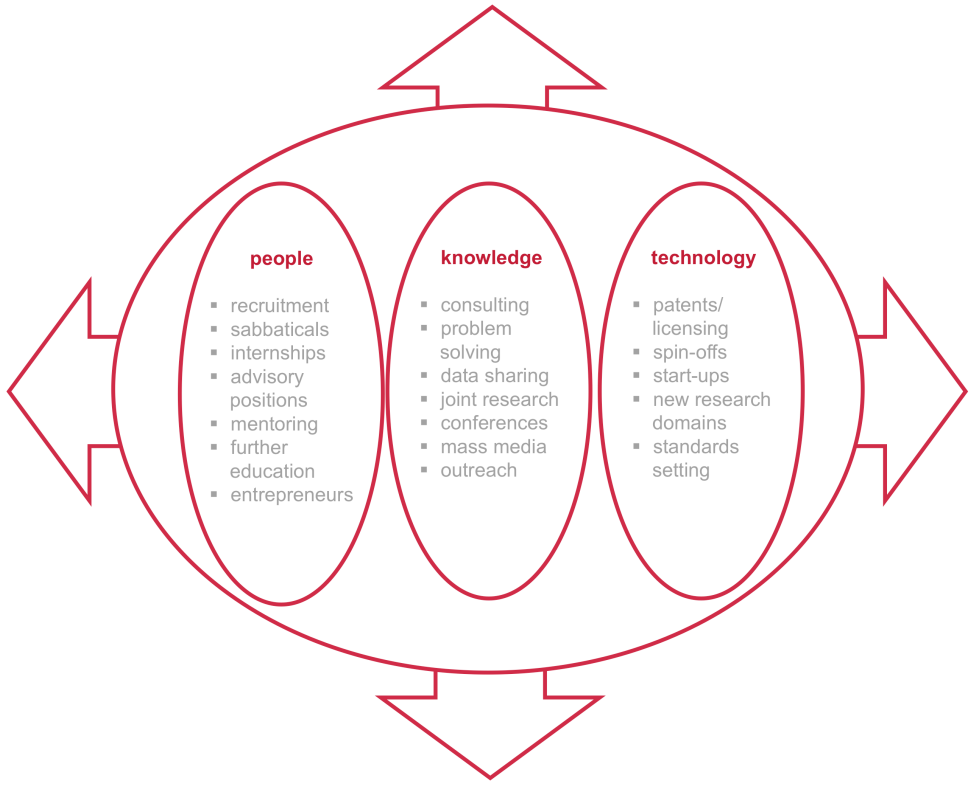 people
▪ recruitment
▪ sabbaticals
▪ internships
▪ advisory
positions
▪ mentoring
▪ further
education
▪ entrepreneurs
knowledge
▪ consulting
▪ problem
solving
▪ data sharing
▪ joint research
▪ conferences
▪ mass media
▪ outreach
technology
▪ patents/
licensing
▪ spin-offs
▪ start-ups
▪ new research
domains
▪ standards
setting